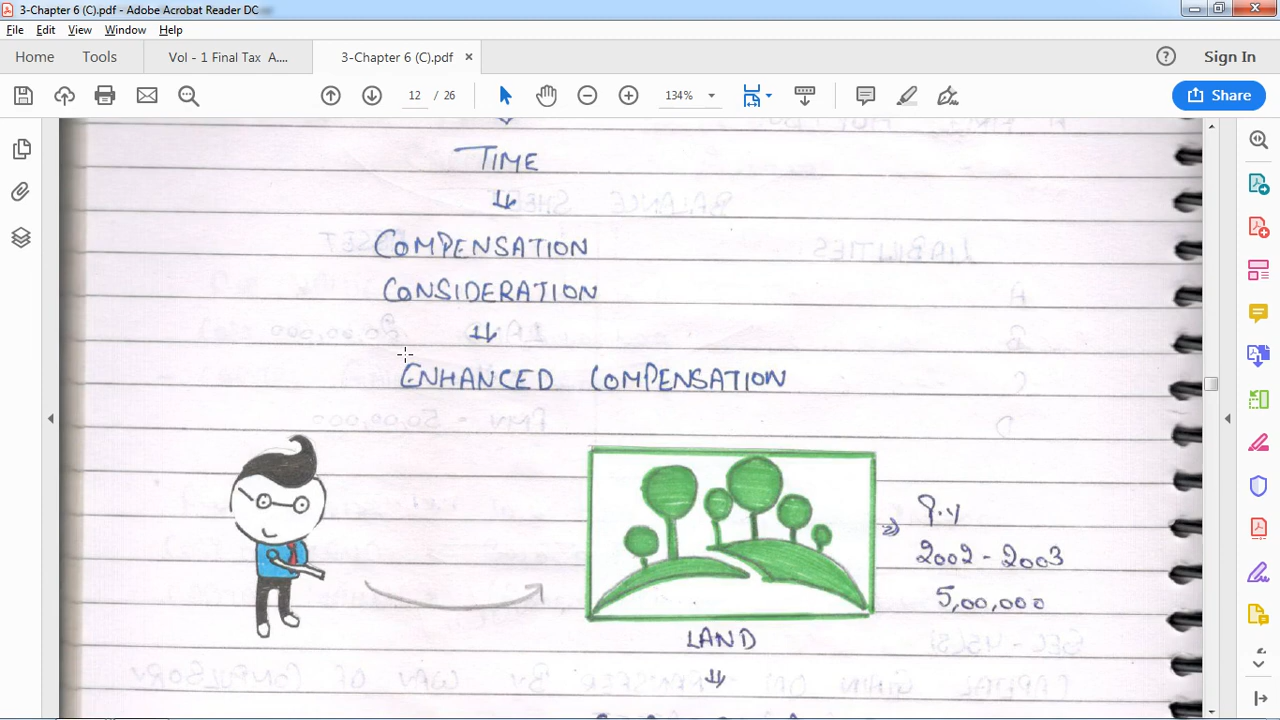 3-Chapter 6 (C).pdf - Adobe Acrobat Reader DC
File Edit View Window Help
Home Tools Vol - 1 Final Tax A.... 3-Chapter 6 (C).pdf × Sign In
12 / 26 134% Share
TIME
COMPENSATION
CONSIDERATION
ENHANCED COMPENSATION
P.Y
2002 - 2003
5,00,000
LAND